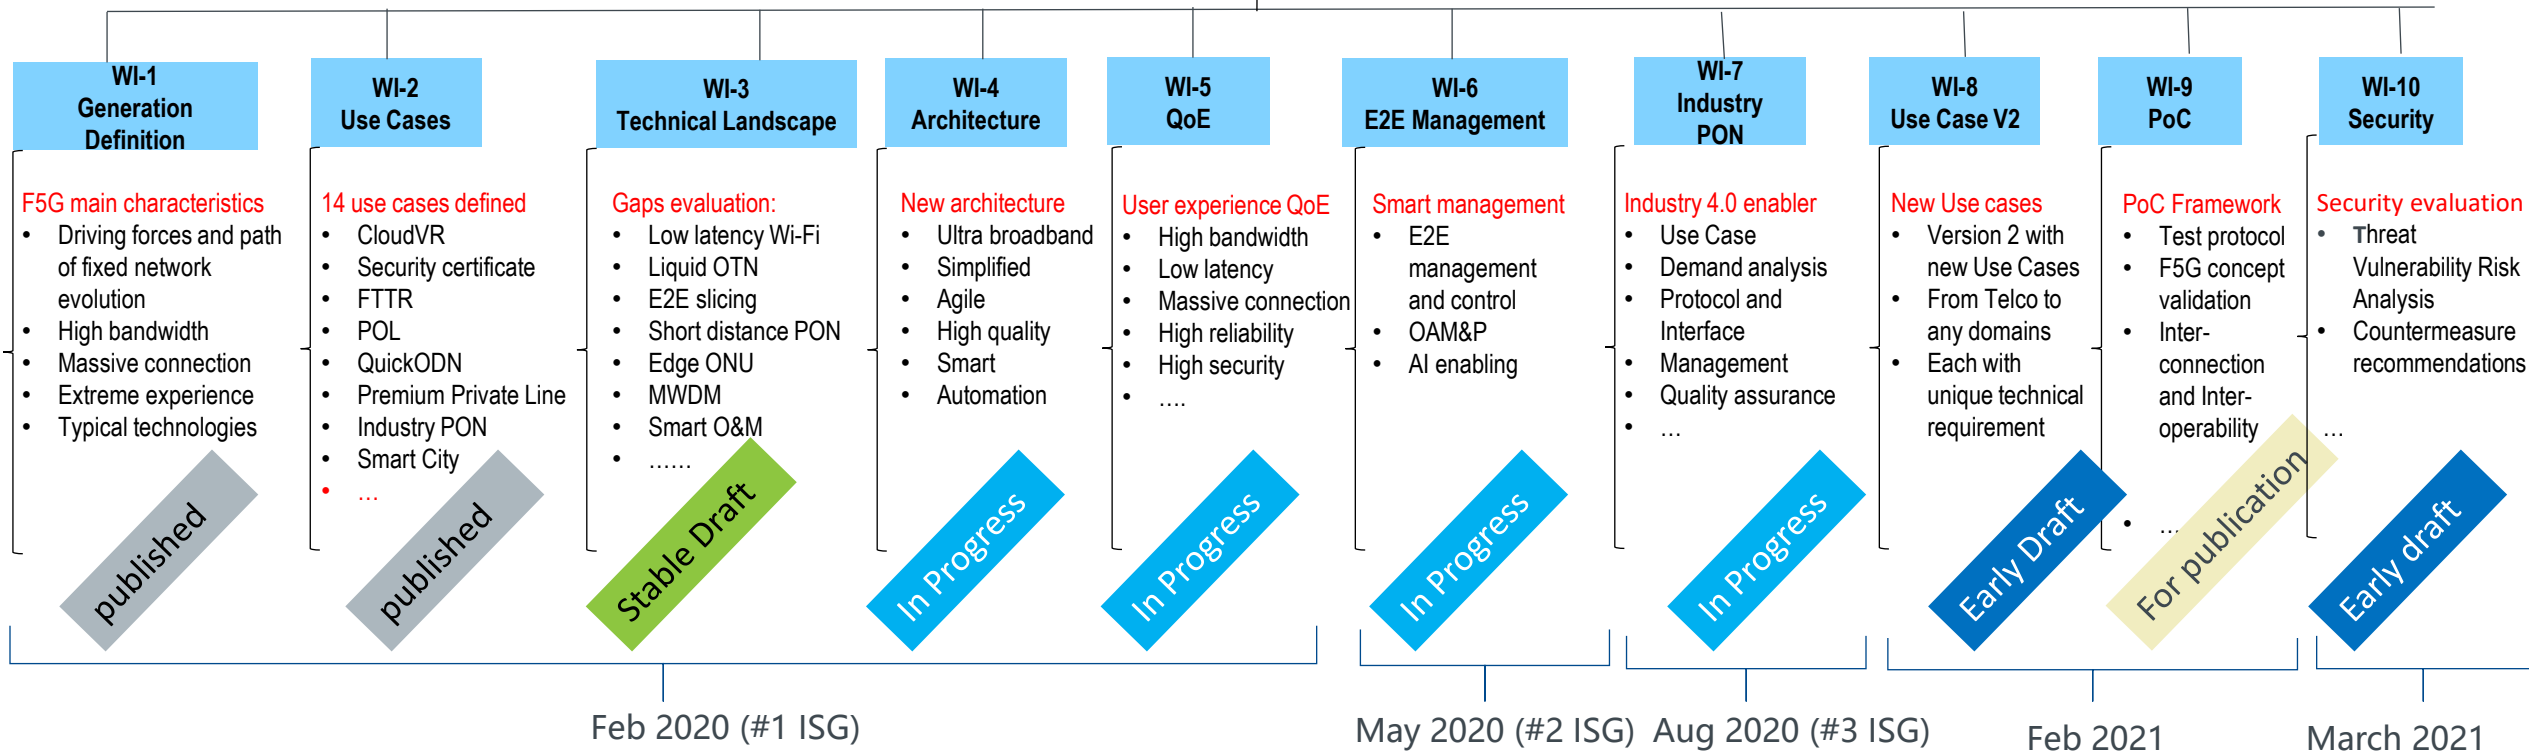 WI-1
Generation
Definition
F5G main characteristics
• Driving forces and path
of fixed network
evolution
• High bandwidth
• Massive connection
• Extreme experience
• Typical technologies
published
WI-2
Use Cases
14 use cases defined
• CloudVR
• Security certificate
• FTTR
• POL
• QuickODN
• Premium Private Line
• Industry PON
• Smart City
• …
published
WI-3
Technical Landscape
Gaps evaluation:
• Low latency Wi-Fi
• Liquid OTN
• E2E slicing
• Short distance PON
• Edge ONU
• MWDM
• Smart O&M
• ……
Stable Draft
WI-4
Architecture
New architecture
• Ultra broadband
• Simplified
• Agile
• High quality
• Smart
• Automation
In Progress
WI-5
QoE
User experience QoE
• High bandwidth
• Low latency
• Massive connection
• High reliability
• High security
• ….
In Progress
Feb 2020 (#1 ISG)
WI-6
E2E Management
Smart management
• E2E
management
and control
• OAM&P
• AI enabling
In Progress
May 2020 (#2 ISG)
WI-7
Industry
PON
Industry 4.0 enabler
• Use Case
• Demand analysis
• Protocol and
Interface
• Management
• Quality assurance
• …
In Progress
Aug 2020 (#3 ISG)
WI-8
Use Case V2
New Use cases
• Version 2 with
new Use Cases
• From Telco to
any domains
• Each with
unique technical
requirement
Early Draft
WI-9
PoC
PoC Framework
• Test protocol
• F5G concept
validation
• Inter-
connection
and Inter-
operability
• …
For publication
Feb 2021
WI-10
Security
Security evaluation
• Threat
Vulnerability Risk
Analysis
• Countermeasure
recommendations
…
Early draft
March 2021